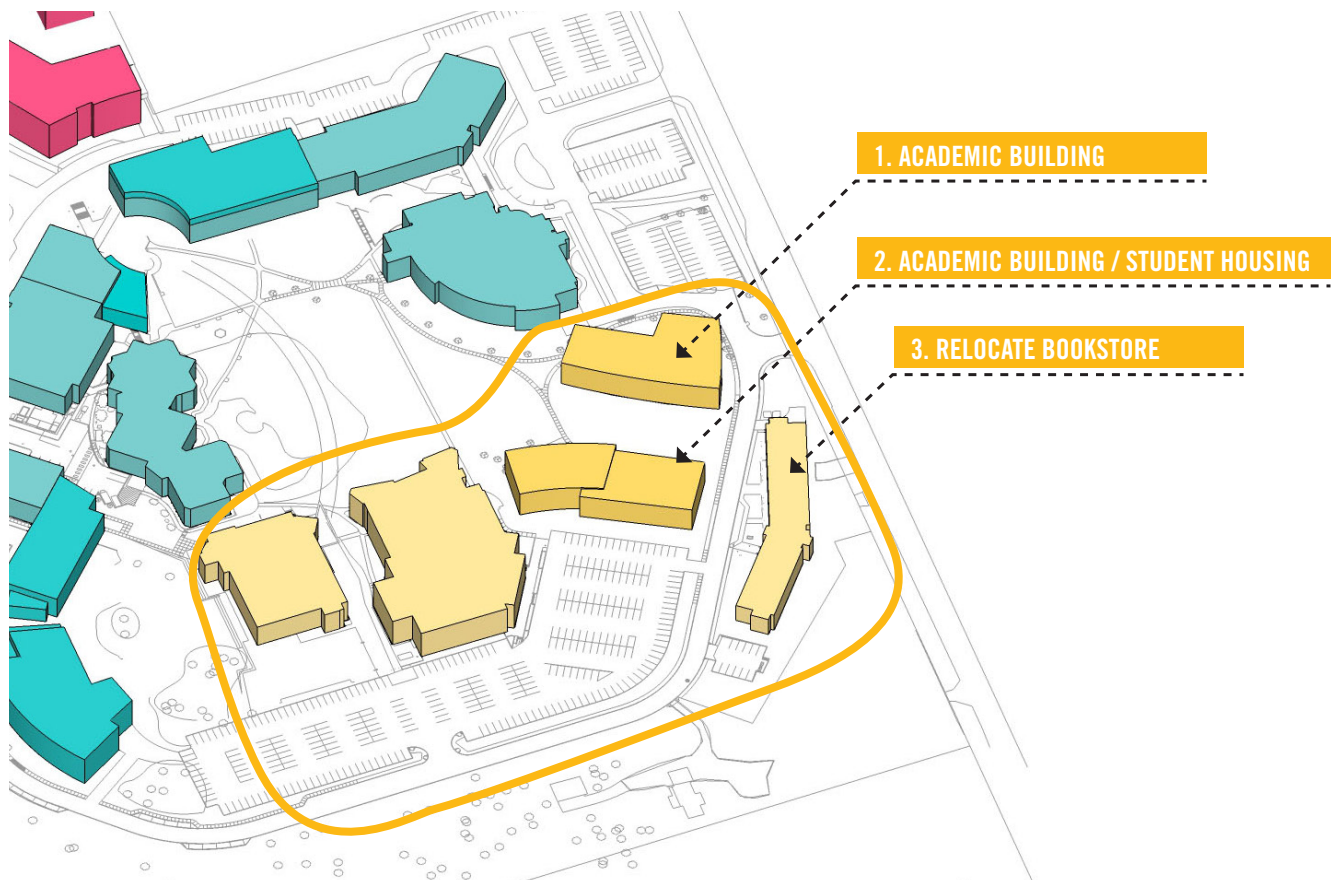 1. ACADEMIC BUILDING
2. ACADEMIC BUILDING / STUDENT HOUSING
3. RELOCATE BOOKSTORE